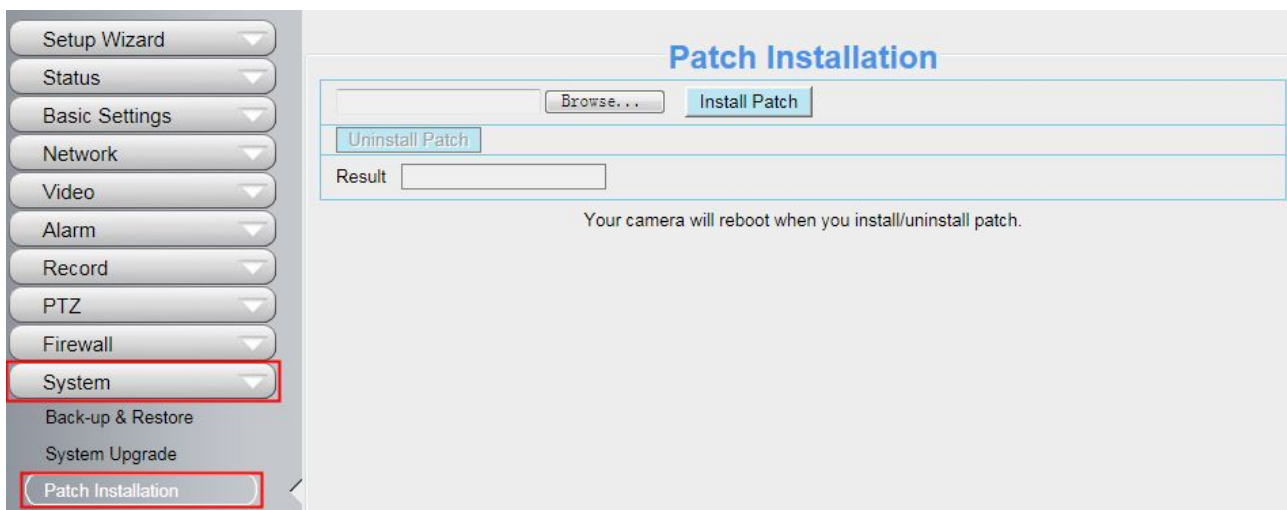 Setup Wizard
Status
Basic Settings
Network
Video
Alarm
Record
PTZ
Firewall
System
Back-up & Restore
System Upgrade
Patch Installation
Patch Installation
Browse... Install Patch
Uninstall Patch
Result
Your camera will reboot when you install/uninstall patch.